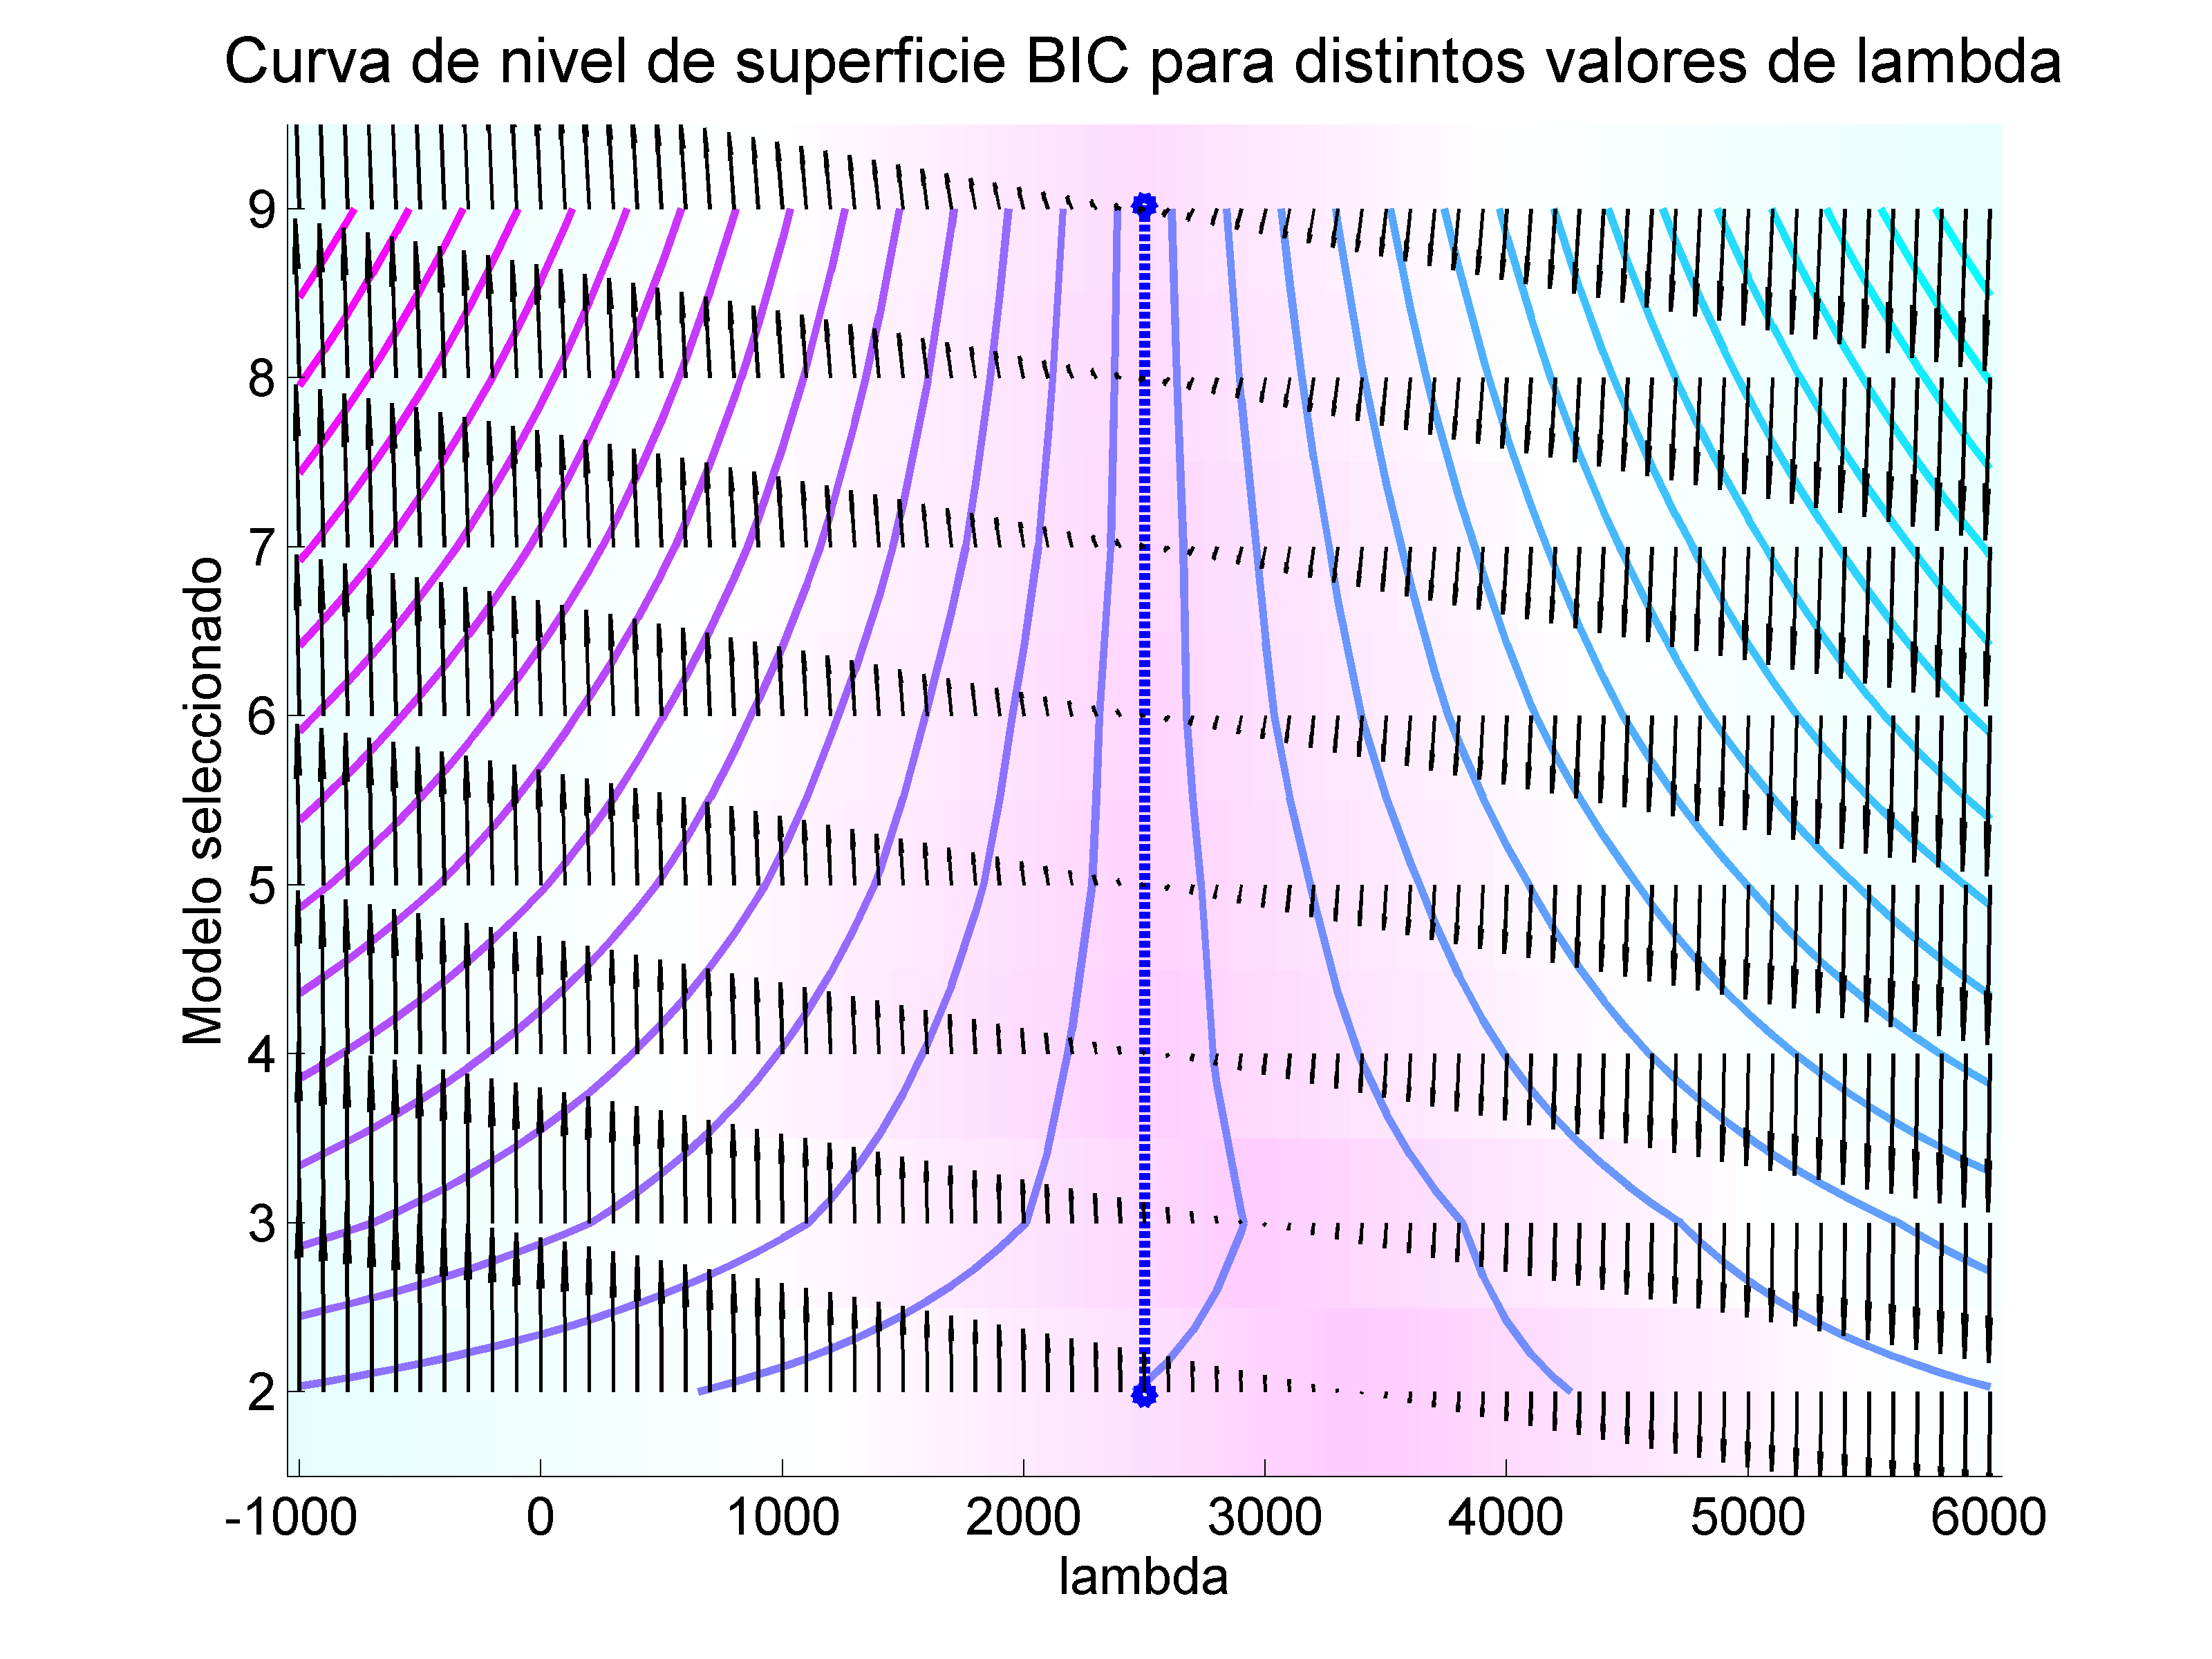 Curva de nivel de superficie BIC para distintos valores de lambda
Modelo seleccionado
9
8
7
6
5
4
3
2
-1000 0 1000 2000 3000 4000 5000 6000
lambda